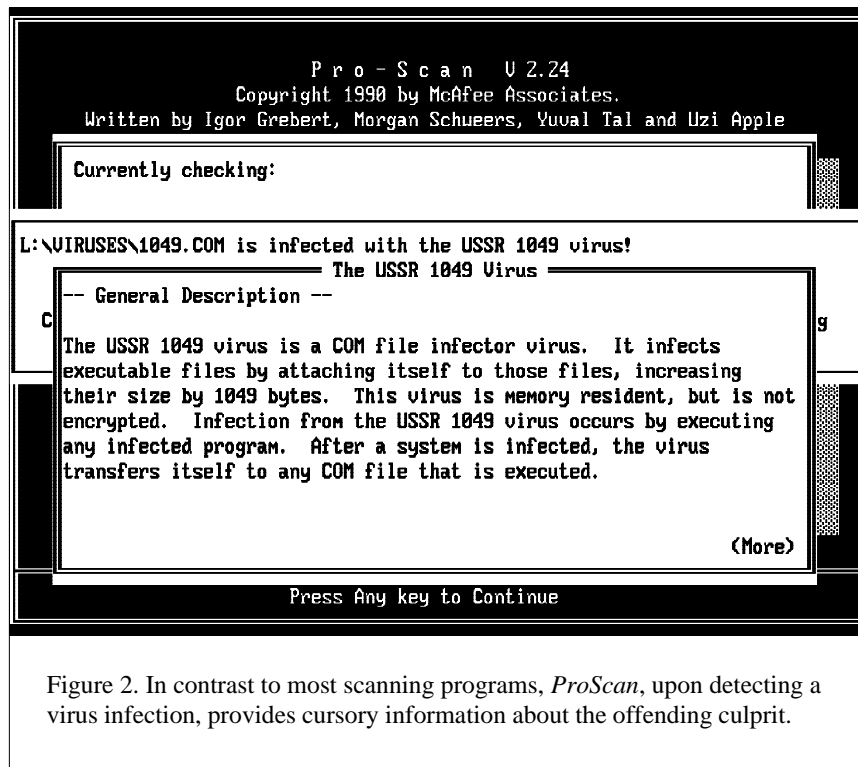 P r o - S c a n   V 2.24
Copyright 1990 by McAfee Associates.
Written by Igor Grebert, Morgan Schweers, Yuval Tal and Uzi Apple
Currently checking:
L:\VIRUSES\1049.COM is infected with the USSR 1049 virus!
The USSR 1049 Virus
-- General Description --
C g
The USSR 1049 virus is a COM file infector virus.  It infects
executable files by attaching itself to those files, increasing
their size by 1049 bytes.  This virus is memory resident, but is not
encrypted.  Infection from the USSR 1049 virus occurs by executing
any infected program.  After a system is infected, the virus
transfers itself to any COM file that is executed.
(More)
Press Any key to Continue
Figure 2. In contrast to most scanning programs, ProScan, upon detecting a
virus infection, provides cursory information about the offending culprit.